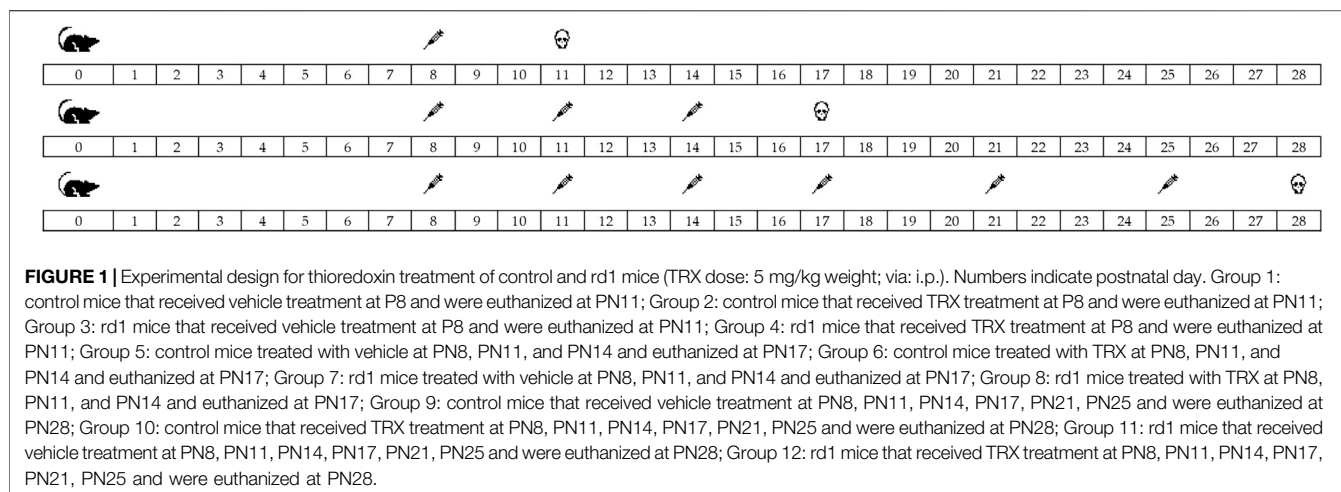 0 1 2 3 4 5 6 7 8 9 10 11 12 13 14 15 16 17 18 19 20 21 22 23 24 25 26 27 28
0 1 2 3 4 5 6 7 8 9 10 11 12 13 14 15 16 17 18 19 20 21 22 23 24 25 26 27 28
0 1 2 3 4 5 6 7 8 9 10 11 12 13 14 15 16 17 18 19 20 21 22 23 24 25 26 27 28
FIGURE 1 | Experimental design for thioredoxin treatment of control and rd1 mice (TRX dose: 5 mg/kg weight; via: i.p.). Numbers indicate postnatal day. Group 1:
control mice that received vehicle treatment at P8 and were euthanized at PN11; Group 2: control mice that received TRX treatment at P8 and were euthanized at PN11;
Group 3: rd1 mice that received vehicle treatment at P8 and were euthanized at PN11; Group 4: rd1 mice that received TRX treatment at P8 and were euthanized at
PN11; Group 5: control mice treated with vehicle at PN8, PN11, and PN14 and euthanized at PN17; Group 6: control mice treated with TRX at PN8, PN11, and
PN14 and euthanized at PN17; Group 7: rd1 mice treated with vehicle at PN8, PN11, and PN14 and euthanized at PN17; Group 8: rd1 mice treated with TRX at PN8,
PN11, and PN14 and euthanized at PN17; Group 9: control mice that received vehicle treatment at PN8, PN11, PN14, PN17, PN21, PN25 and were euthanized at
PN28; Group 10: control mice that received TRX treatment at PN8, PN11, PN14, PN17, PN21, PN25 and were euthanized at PN28; Group 11: rd1 mice that received
vehicle treatment at PN8, PN11, PN14, PN17, PN21, PN25 and were euthanized at PN28; Group 12: rd1 mice that received TRX treatment at PN8, PN11, PN14, PN17,
PN21, PN25 and were euthanized at PN28.